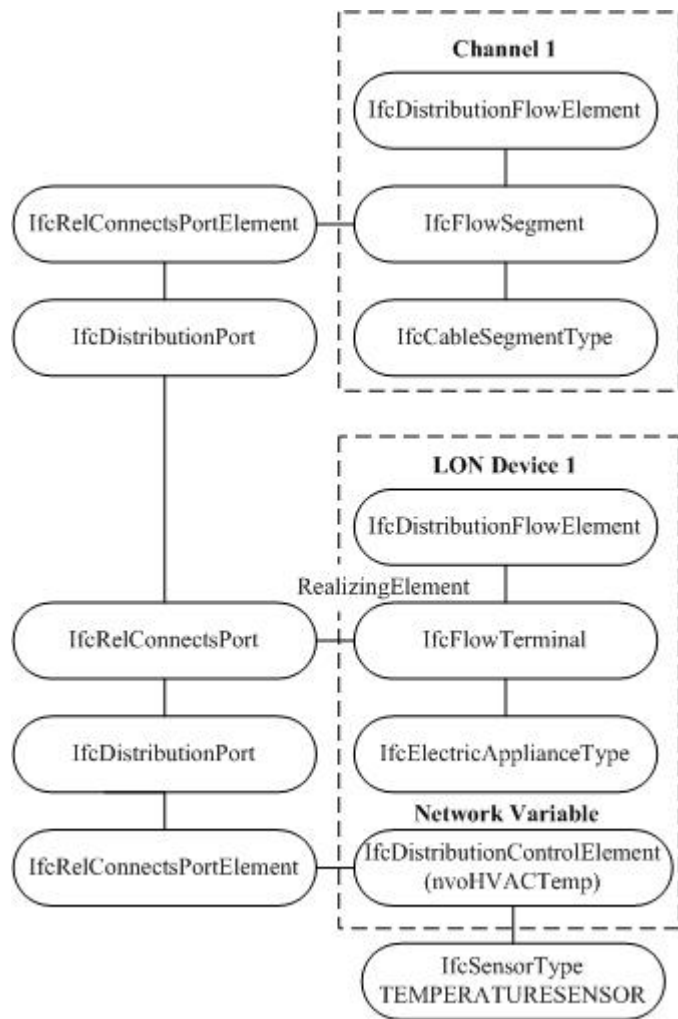 Channel 1
IfcDistributionFlowElement
IfcRelConnectsPortElement
IfcFlowSegment
IfcDistributionPort
IfcCableSegmentType
LON Device 1
IfcDistributionFlowElement
RealizingElement
IfcRelConnectsPort
IfcFlowTerminal
IfcDistributionPort
IfcElectricApplianceType
Network Variable
IfcRelConnectsPortElement
IfcDistributionControlElement
(nvoHVACTemp)
IfcSensorType
TEMPERATURESENSOR